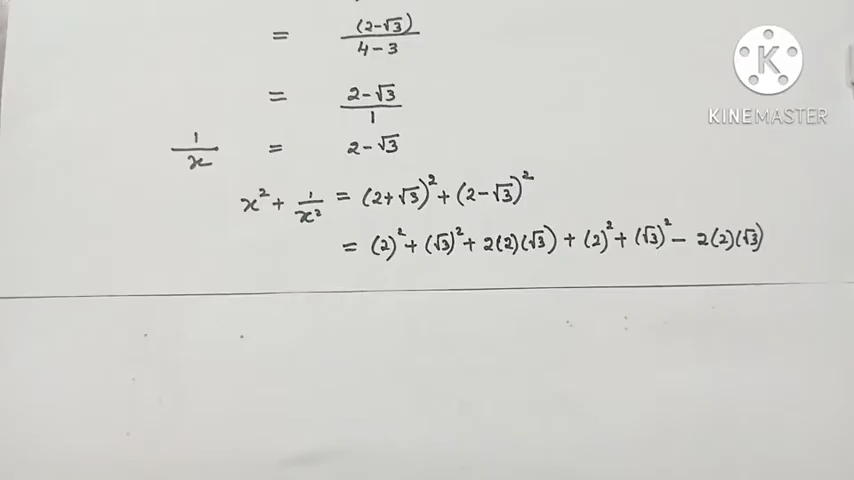 = (2-√3)/(4-3)
= (2-√3)/1
1/x = 2-√3
x² + 1/x² = (2+√3)² + (2-√3)²
= (2)² + (√3)² + 2(2)(√3) + (2)² + (√3)² - 2(2)(√3)
K
KINEMASTER